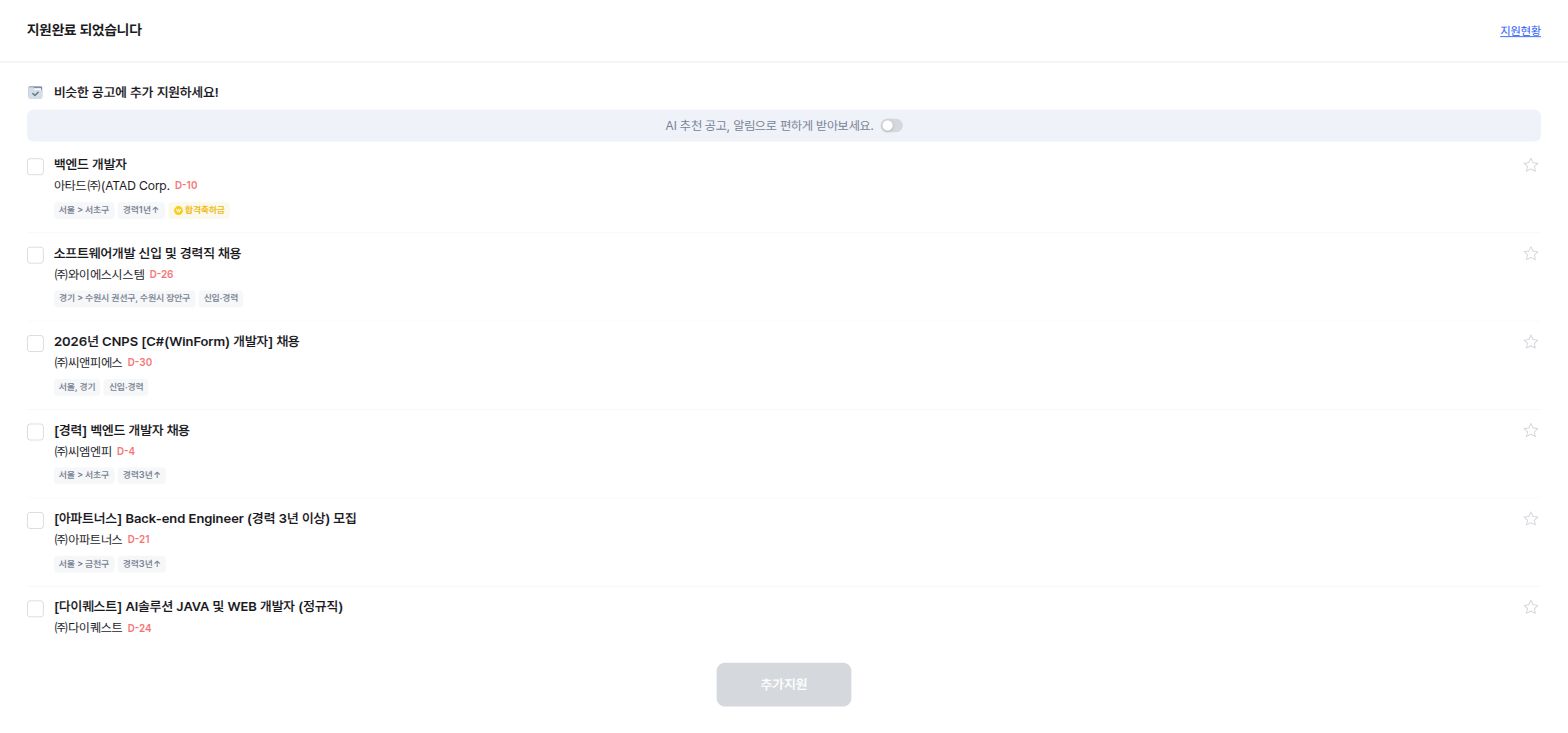 지원완료 되었습니다
지원현황
비슷한 공고에 추가 지원하세요!
AI 추천 공고, 알림으로 편하게 받아보세요.
백엔드 개발자
아타드㈜(ATAD Corp. D-10
서울 > 서초구 경력1년↑ 합격축하금
소프트웨어개발 신입 및 경력직 채용
㈜와이에스시스템 D-26
경기 > 수원시 권선구, 수원시 장안구 신입·경력
2026년 CNPS [C#(WinForm) 개발자] 채용
㈜씨앤피에스 D-30
서울, 경기 신입·경력
[경력] 벡엔드 개발자 채용
㈜씨엠엔피 D-4
서울 > 서초구 경력3년↑
[아파트너스] Back-end Engineer (경력 3년 이상) 모집
㈜아파트너스 D-21
서울 > 금천구 경력3년↑
[다이퀘스트] AI솔루션 JAVA 및 WEB 개발자 (정규직)
㈜다이퀘스트 D-24
추가지원